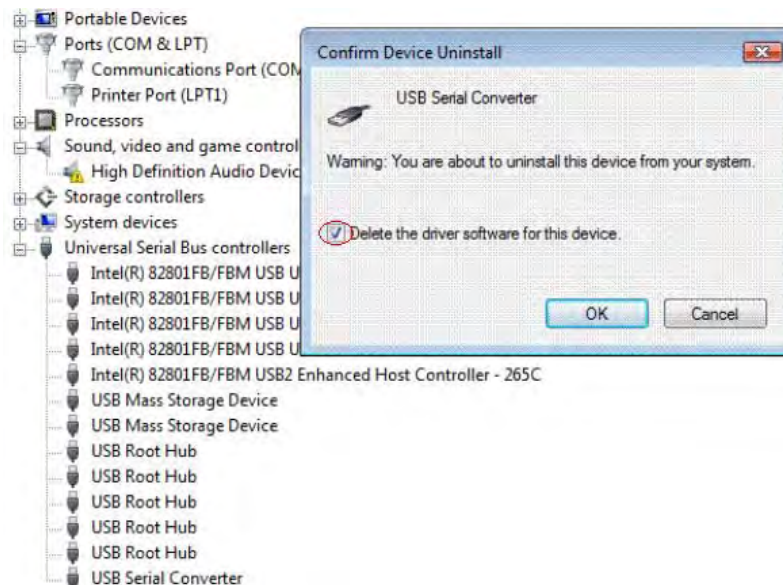 Portable Devices
Ports (COM & LPT)
Communications Port (COM
Printer Port (LPT1)
Processors
Sound, video and game control
High Definition Audio Devic
Storage controllers
System devices
Universal Serial Bus controllers
Intel(R) 82801FB/FBM USB U
Intel(R) 82801FB/FBM USB U
Intel(R) 82801FB/FBM USB U
Intel(R) 82801FB/FBM USB U
Intel(R) 82801FB/FBM USB2 Enhanced Host Controller - 265C
USB Mass Storage Device
USB Mass Storage Device
USB Root Hub
USB Root Hub
USB Root Hub
USB Root Hub
USB Root Hub
USB Serial Converter
Confirm Device Uninstall
USB Serial Converter
Warning: You are about to uninstall this device from your system.
Delete the driver software for this device.
OK
Cancel